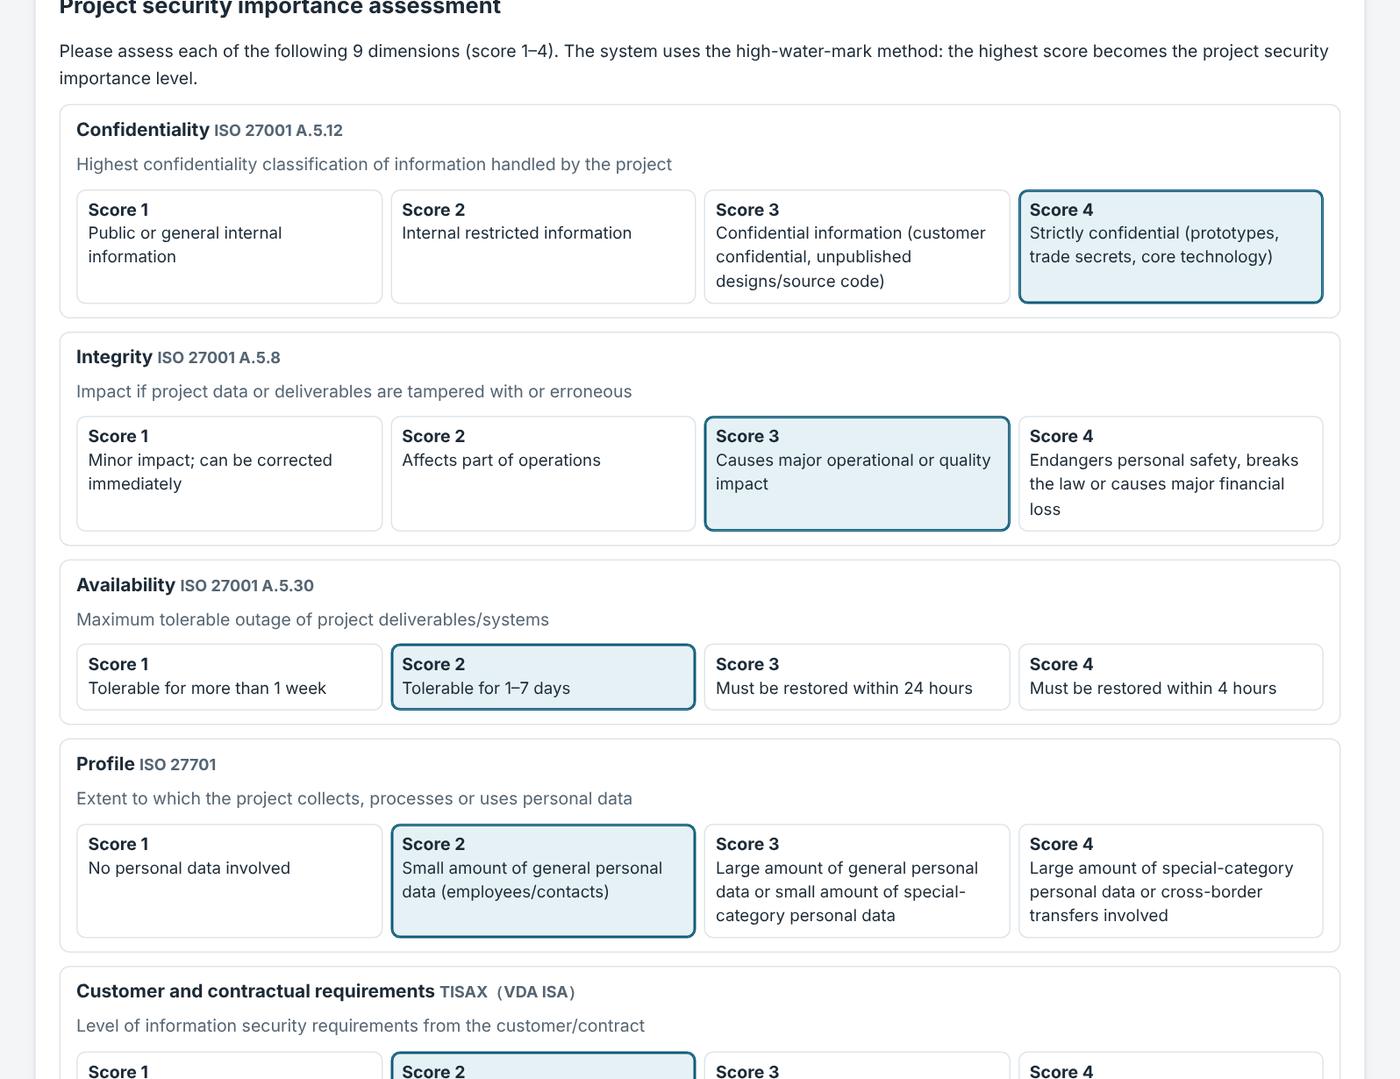 Project security importance assessment
Please assess each of the following 9 dimensions (score 1–4). The system uses the high-water-mark method: the highest score becomes the project security
importance level.
Confidentiality ISO 27001 A.5.12
Highest confidentiality classification of information handled by the project
Score 1
Public or general internal
information
Score 2
Internal restricted information
Score 3
Confidential information (customer
confidential, unpublished
designs/source code)
Score 4
Strictly confidential (prototypes,
trade secrets, core technology)
Integrity ISO 27001 A.5.8
Impact if project data or deliverables are tampered with or erroneous
Score 1
Minor impact; can be corrected
immediately
Score 2
Affects part of operations
Score 3
Causes major operational or quality
impact
Score 4
Endangers personal safety, breaks
the law or causes major financial
loss
Availability ISO 27001 A.5.30
Maximum tolerable outage of project deliverables/systems
Score 1
Tolerable for more than 1 week
Score 2
Tolerable for 1–7 days
Score 3
Must be restored within 24 hours
Score 4
Must be restored within 4 hours
Profile ISO 27701
Extent to which the project collects, processes or uses personal data
Score 1
No personal data involved
Score 2
Small amount of general personal
data (employees/contacts)
Score 3
Large amount of general personal
data or small amount of special-
category personal data
Score 4
Large amount of special-category
personal data or cross-border
transfers involved
Customer and contractual requirements TISAX（VDA ISA）
Level of information security requirements from the customer/contract
Score 1
Score 2
Score 3
Score 4